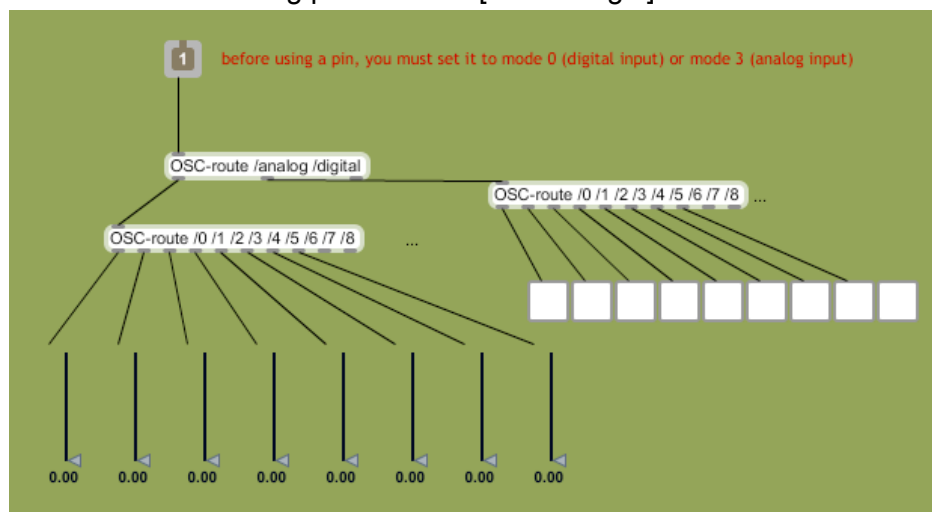 1
before using a pin, you must set it to mode 0 (digital input) or mode 3 (analog input)
OSC-route /analog /digital
OSC-route /0 /1 /2 /3 /4 /5 /6 /7 /8
...
OSC-route /0 /1 /2 /3 /4 /5 /6 /7 /8
...
0.00 0.00 0.00 0.00 0.00 0.00 0.00 0.00